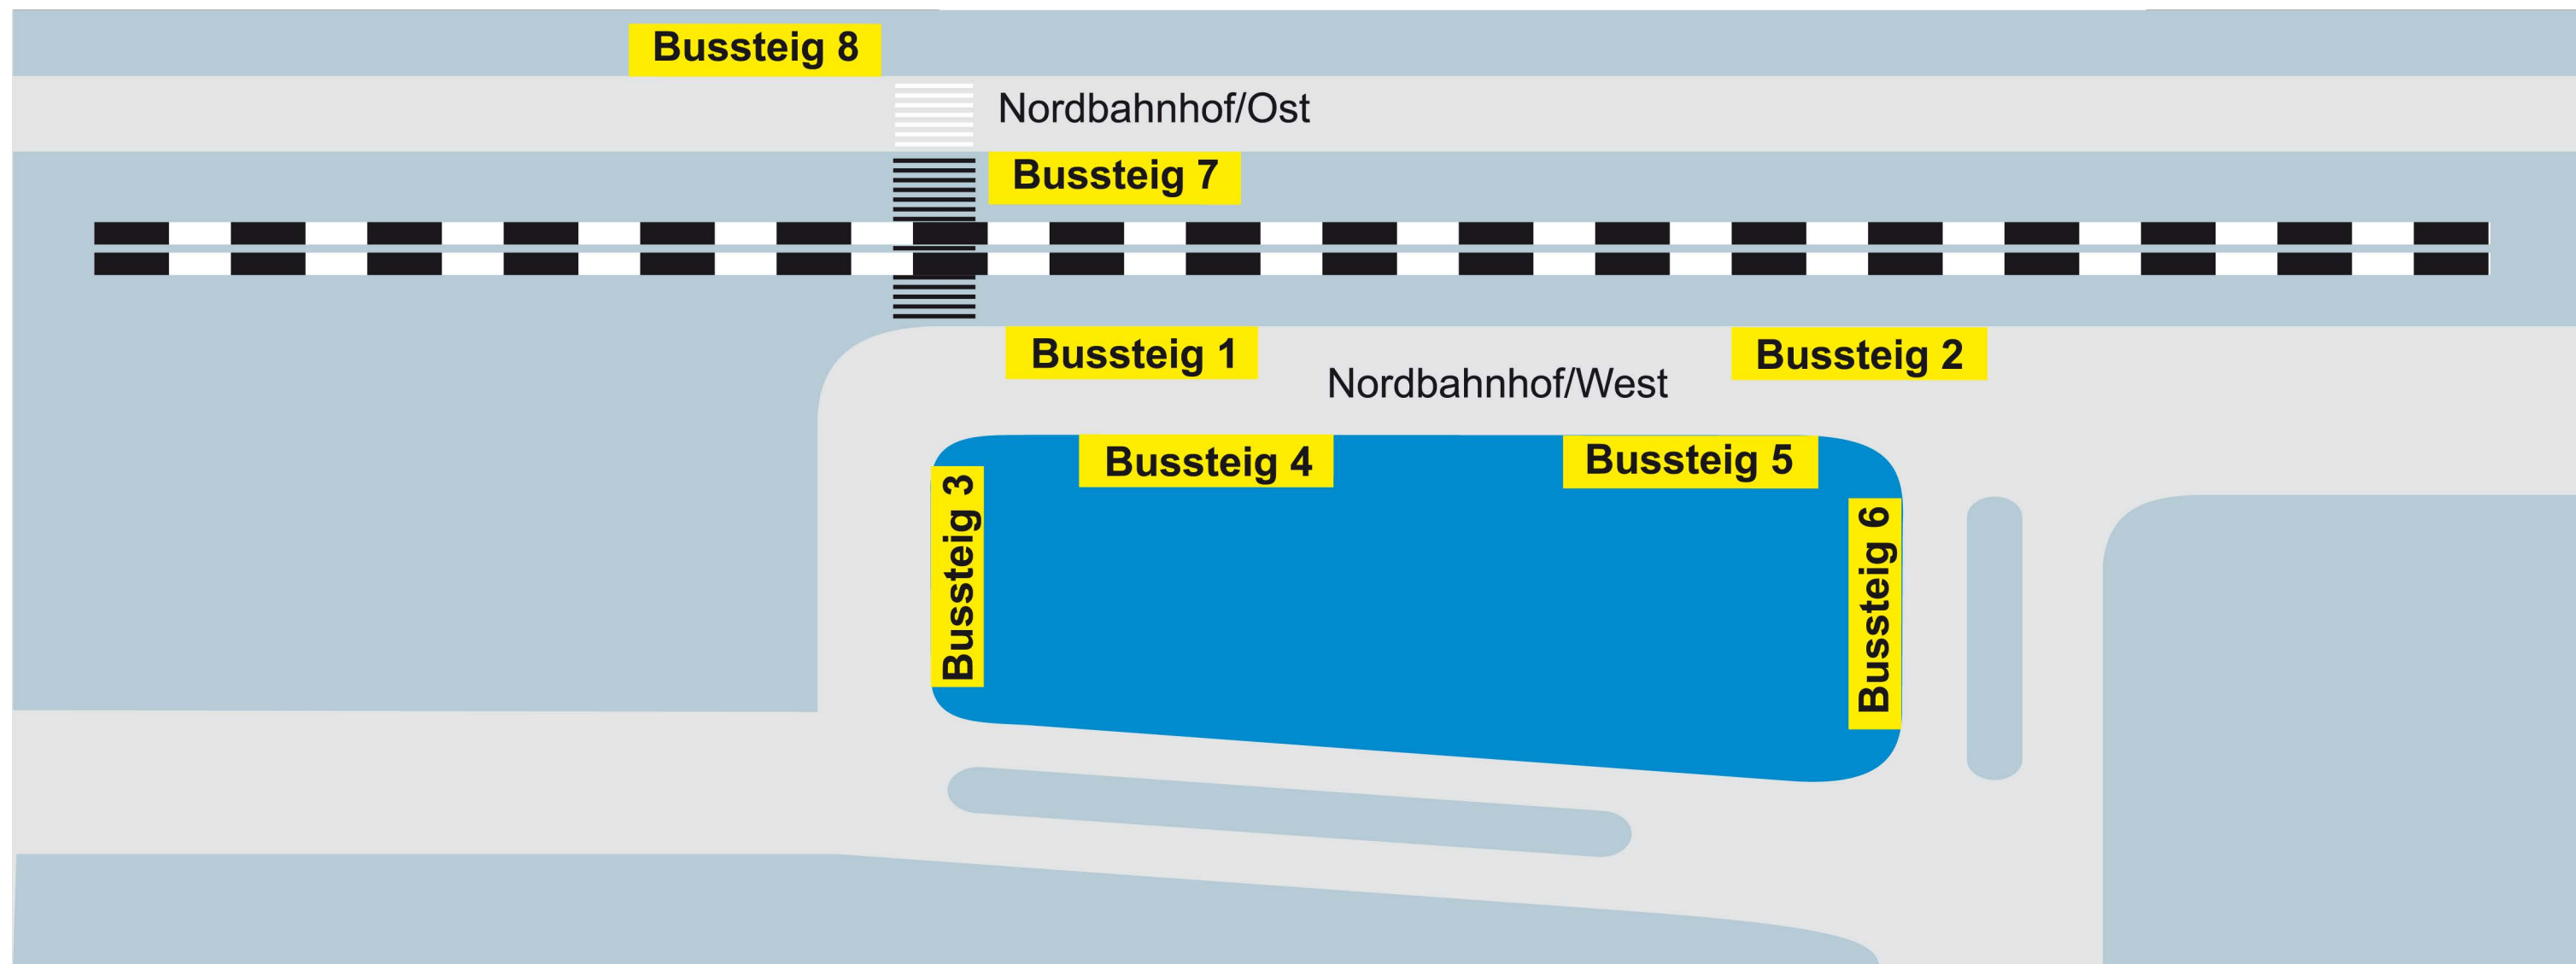 Bussteig 8
Nordbahnhof/Ost
Bussteig 7
Bussteig 1
Bussteig 2
Nordbahnhof/West
Bussteig 4
Bussteig 5
Bussteig 3
Bussteig 6